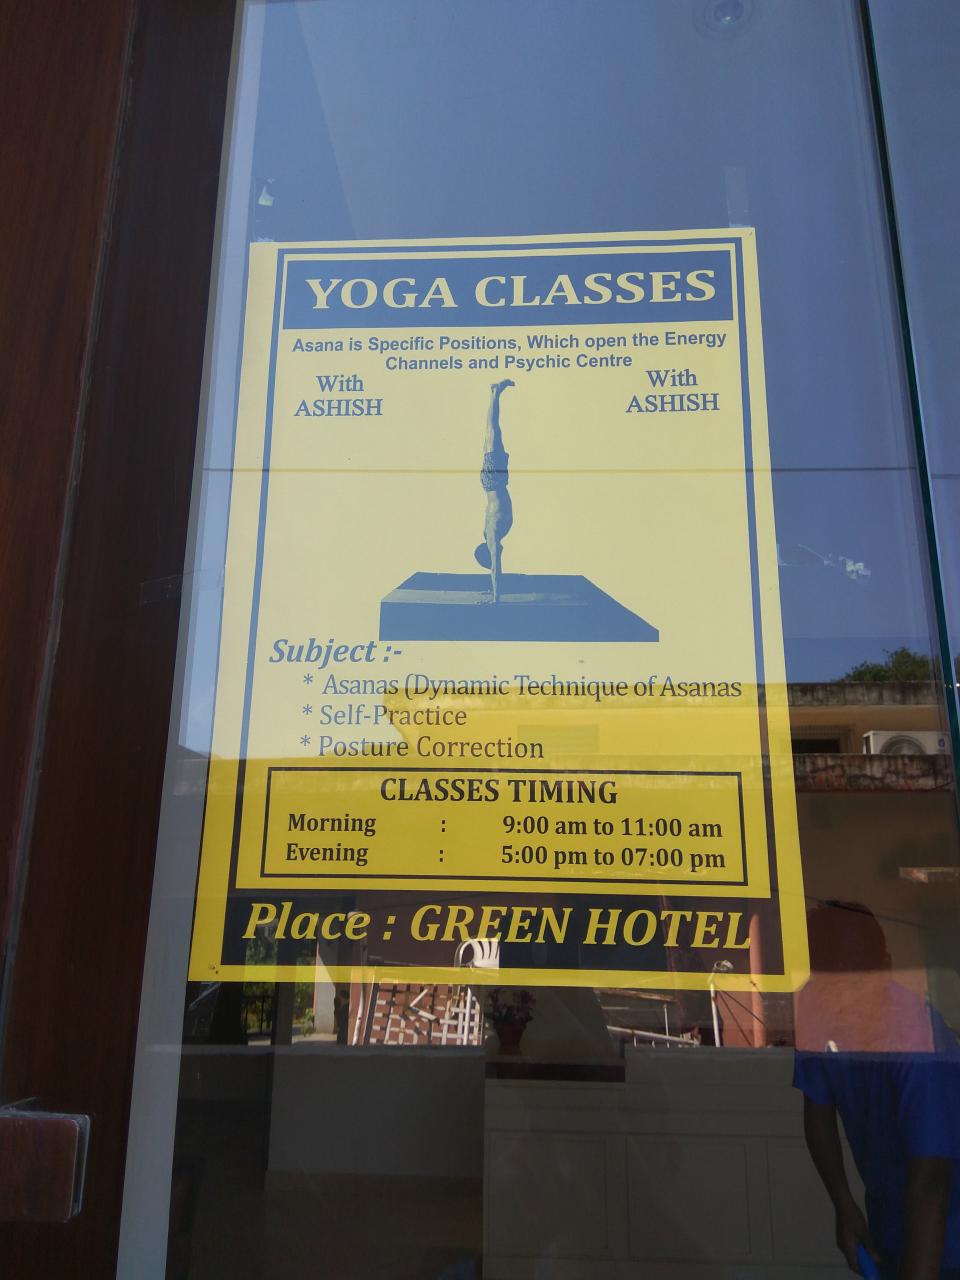 YOGA CLASSES
Asana is Specific Positions, Which open the Energy
Channels and Psychic Centre
With
ASHISH
With
ASHISH
Subject :-
* Asanas (Dynamic Technique of Asanas
* Self-Practice
* Posture Correction
CLASSES TIMING
Morning : 9:00 am to 11:00 am
Evening : 5:00 pm to 07:00 pm
Place : GREEN HOTEL